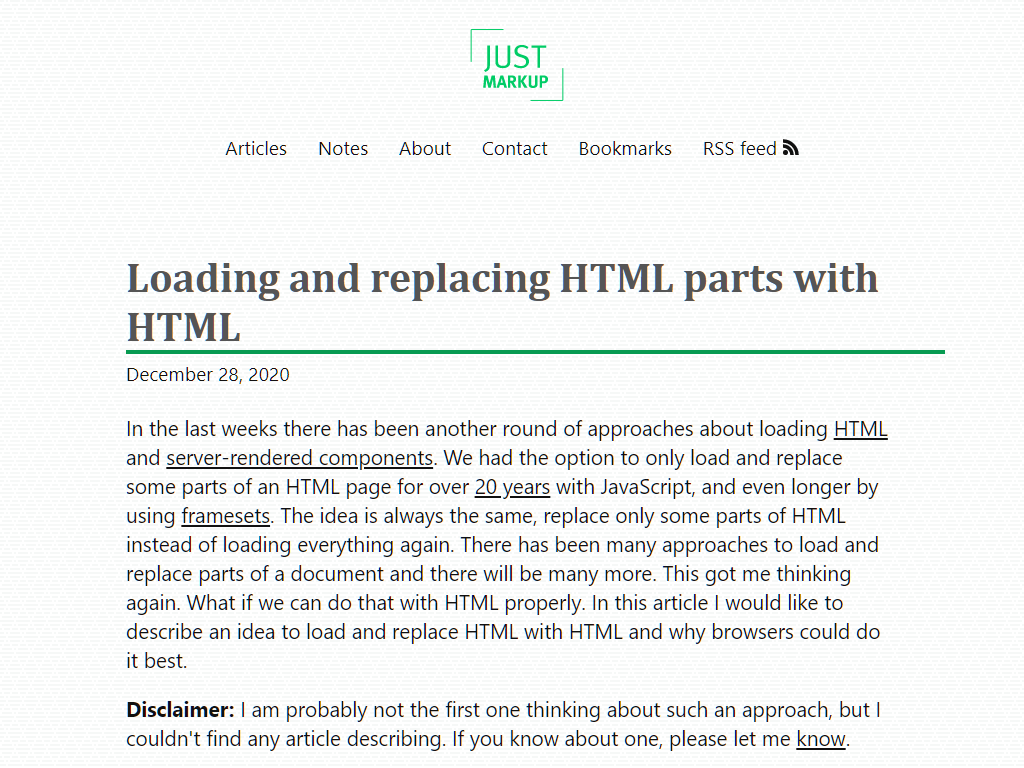 JUST
MARKUP
Articles Notes About Contact Bookmarks RSS feed
Loading and replacing HTML parts with
HTML
December 28, 2020
In the last weeks there has been another round of approaches about loading HTML
and server-rendered components. We had the option to only load and replace
some parts of an HTML page for over 20 years with JavaScript, and even longer by
using framesets. The idea is always the same, replace only some parts of HTML
instead of loading everything again. There has been many approaches to load and
replace parts of a document and there will be many more. This got me thinking
again. What if we can do that with HTML properly. In this article I would like to
describe an idea to load and replace HTML with HTML and why browsers could do
it best.
Disclaimer: I am probably not the first one thinking about such an approach, but I
couldn't find any article describing. If you know about one, please let me know.